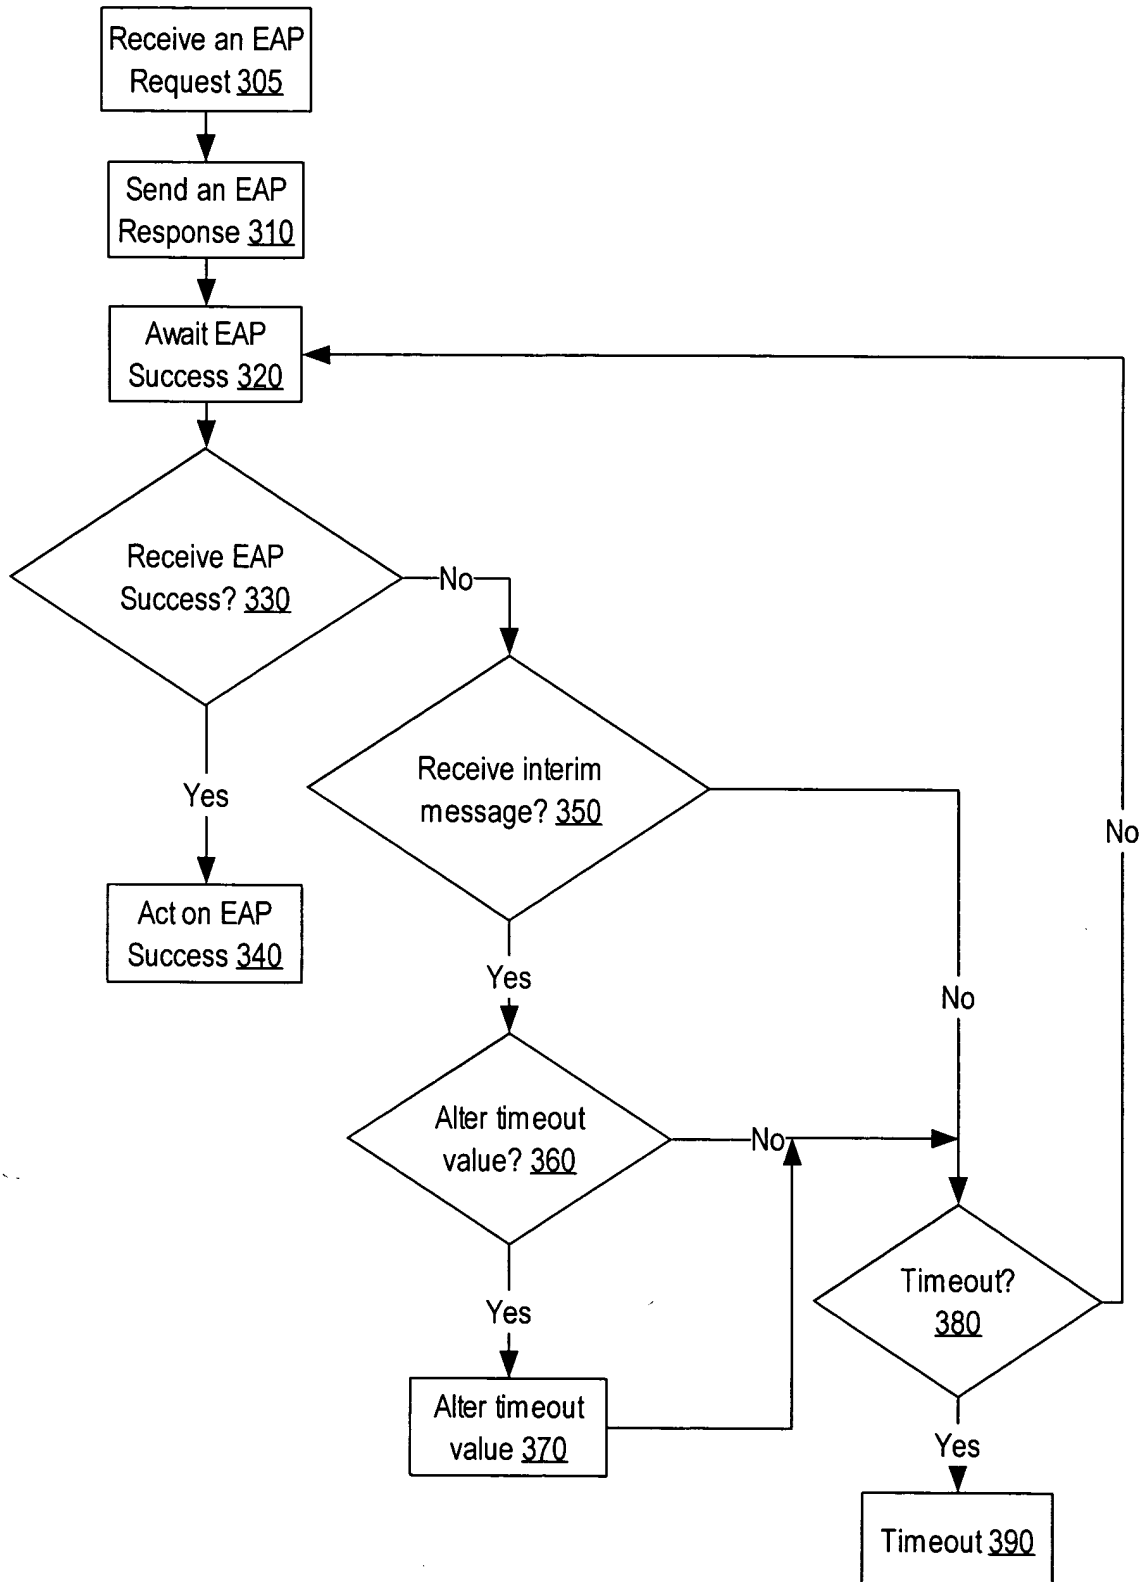 Receive an EAP
Request 305
Send an EAP
Response 310
Await EAP
Success 320
Receive EAP
Success? 330
No
Receive interim
message? 350
Yes
No
Act on EAP
Success 340
Yes
No
Alter timeout
value? 360
No
Timeout?
380
Yes
Alter timeout
value 370
Yes
Timeout 390